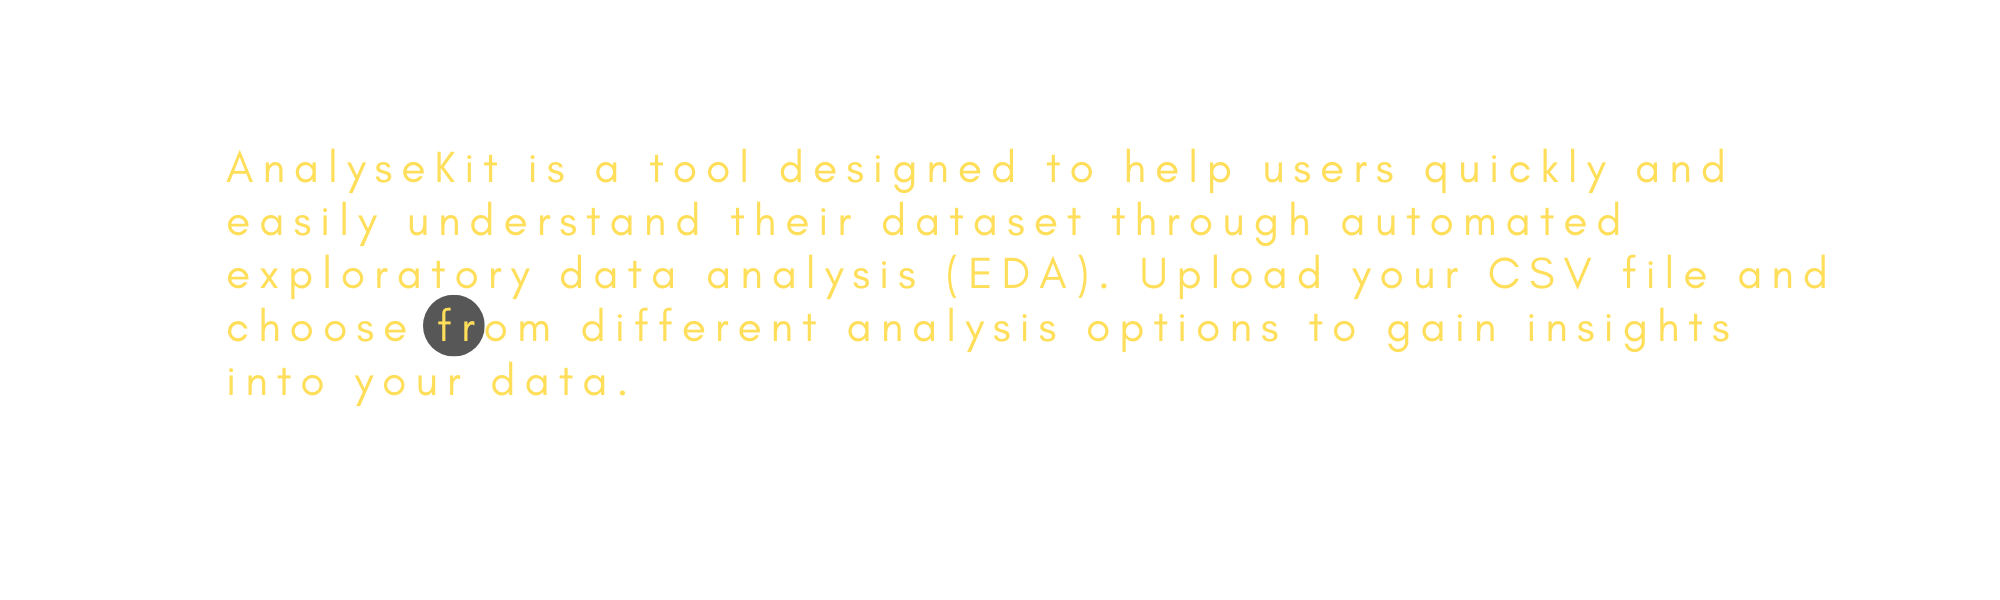 AnalyseKit is a tool designed to help users quickly and
easily understand their dataset through automated
exploratory data analysis (EDA). Upload your CSV file and
choose from different analysis options to gain insights
into your data.